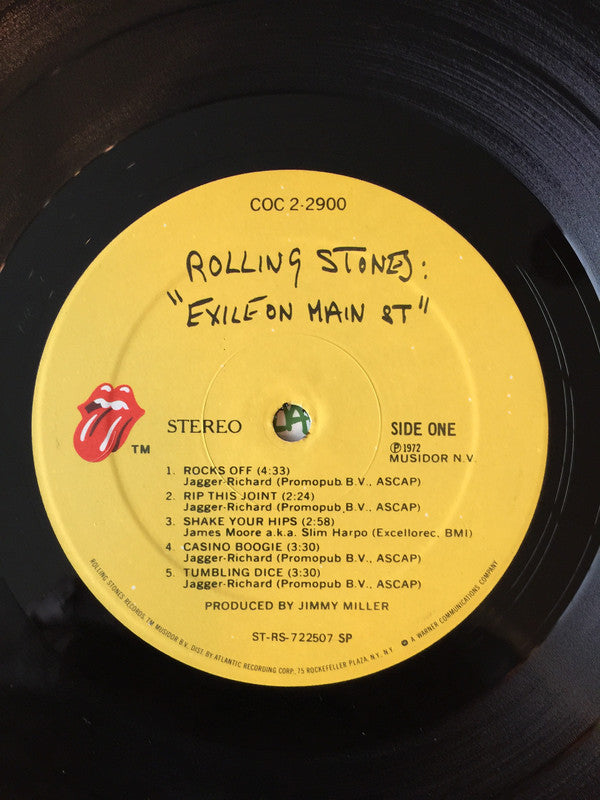 COC 2-2900
ROLLING STONES:
"EXILE ON MAIN ST"
TM
STEREO
SIDE ONE
Ⓟ1972
MUSIDOR N.V.
1. ROCKS OFF (4:33)
Jagger-Richard (Promopub B.V., ASCAP)
2. RIP THIS JOINT (2:24)
Jagger-Richard (Promopub B.V., ASCAP)
3. SHAKE YOUR HIPS (2:58)
James Moore a.k.a. Slim Harpo (Excellorec, BMI)
4 CASINO BOOGIE (3:30)
Jagger-Richard (Promopub B.V., ASCAP)
5. TUMBLING DICE (3:30)
Jagger-Richard (Promopub B.V., ASCAP)
PRODUCED BY JIMMY MILLER
ST-RS-722507 SP
ROLLING STONES RECORDS, TM MUSIDOR B.V., DIST. BY ATLANTIC RECORDING CORP., 75 ROCKEFELLER PLAZA, N.Y. N.Y. A WARNER COMMUNICATIONS COMPANY